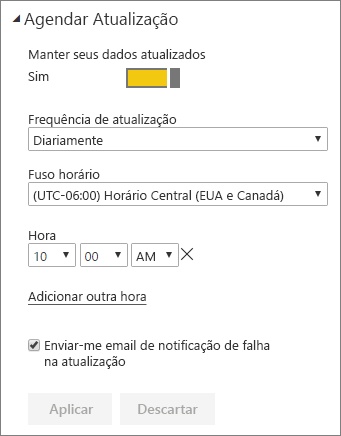 Agendar Atualização
Manter seus dados atualizados
Sim
Frequência de atualização
Diariamente
Fuso horário
(UTC-06:00) Horário Central (EUA e Canadá)
Hora
10 00 AM
Adicionar outra hora
Enviar-me email de notificação de falha
na atualização
Aplicar Descartar